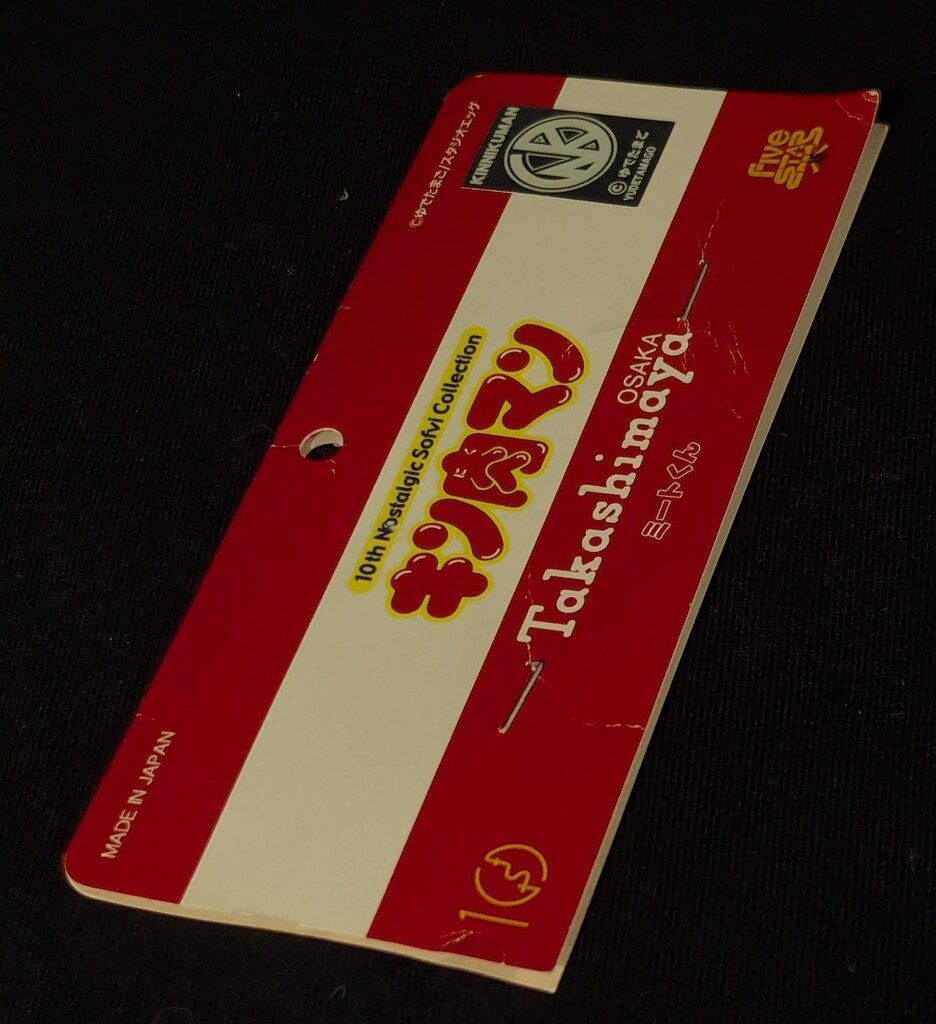 ©ゆでたまご/スタジオエッグ
KINNIKUMAN
© ゆでたまご
YUDETAMAGO
MADE IN JAPAN
10th Nostalgic Sofvi Collection
キン肉マン
OSAKA
Takashimaya
ミートくん
five
STAR
10